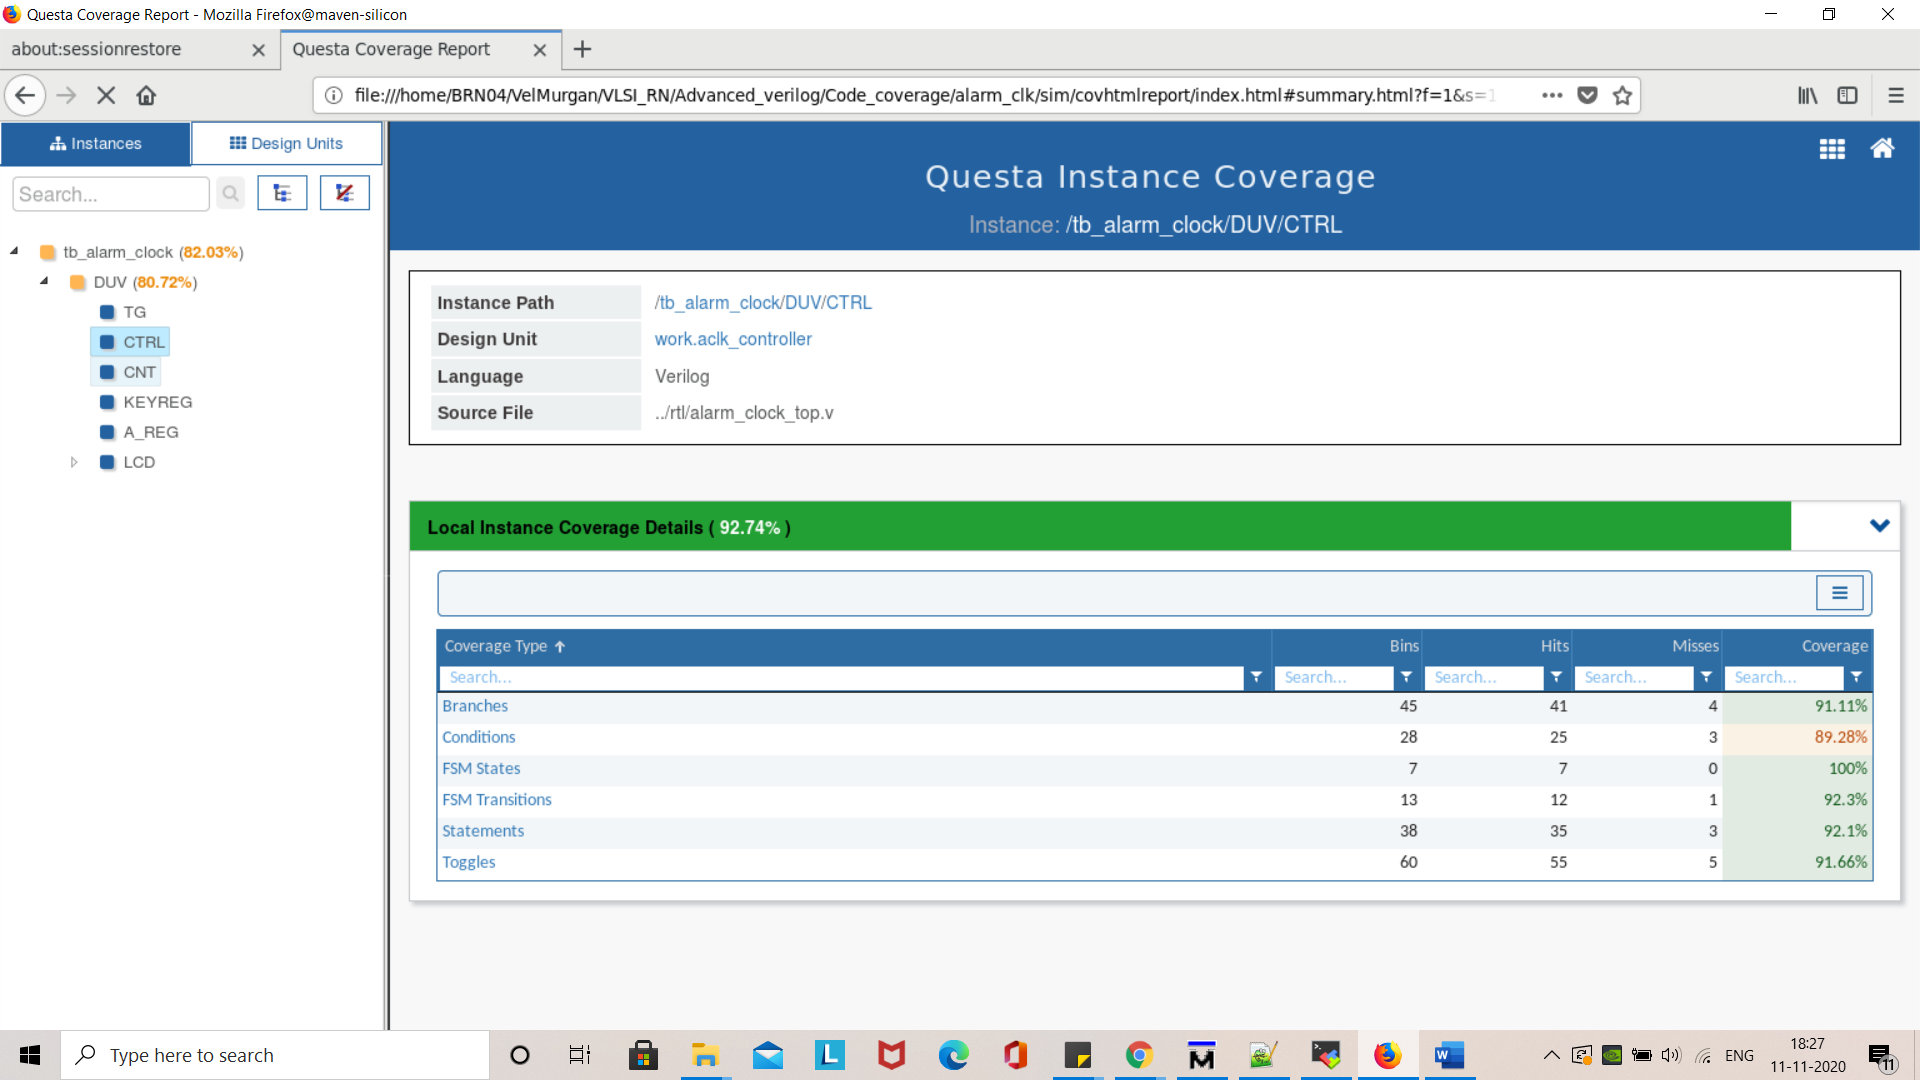 Questa Coverage Report - Mozilla Firefox@maven-silicon
about:sessionrestore
Questa Coverage Report
file:///home/BRN04/VelMurgan/VLSI_RN/Advanced_verilog/Code_coverage/alarm_clk/sim/covhtmlreport/index.html#summary.html?f=1&s=1
Instances
Design Units
Search...
tb_alarm_clock (82.03%)
DUV (80.72%)
TG
CTRL
CNT
KEYREG
A_REG
LCD
Questa Instance Coverage
Instance: /tb_alarm_clock/DUV/CTRL
Instance Path /tb_alarm_clock/DUV/CTRL
Design Unit work.aclk_controller
Language Verilog
Source File ../rtl/alarm_clock_top.v
Local Instance Coverage Details ( 92.74% )
Coverage Type Bins Hits Misses Coverage
Search... Search... Search... Search... Search...
Branches 45 41 4 91.11%
Conditions 28 25 3 89.28%
FSM States 7 7 0 100%
FSM Transitions 13 12 1 92.3%
Statements 38 35 3 92.1%
Toggles 60 55 5 91.66%
Type here to search
L
W
ENG
18:27
11-11-2020
11